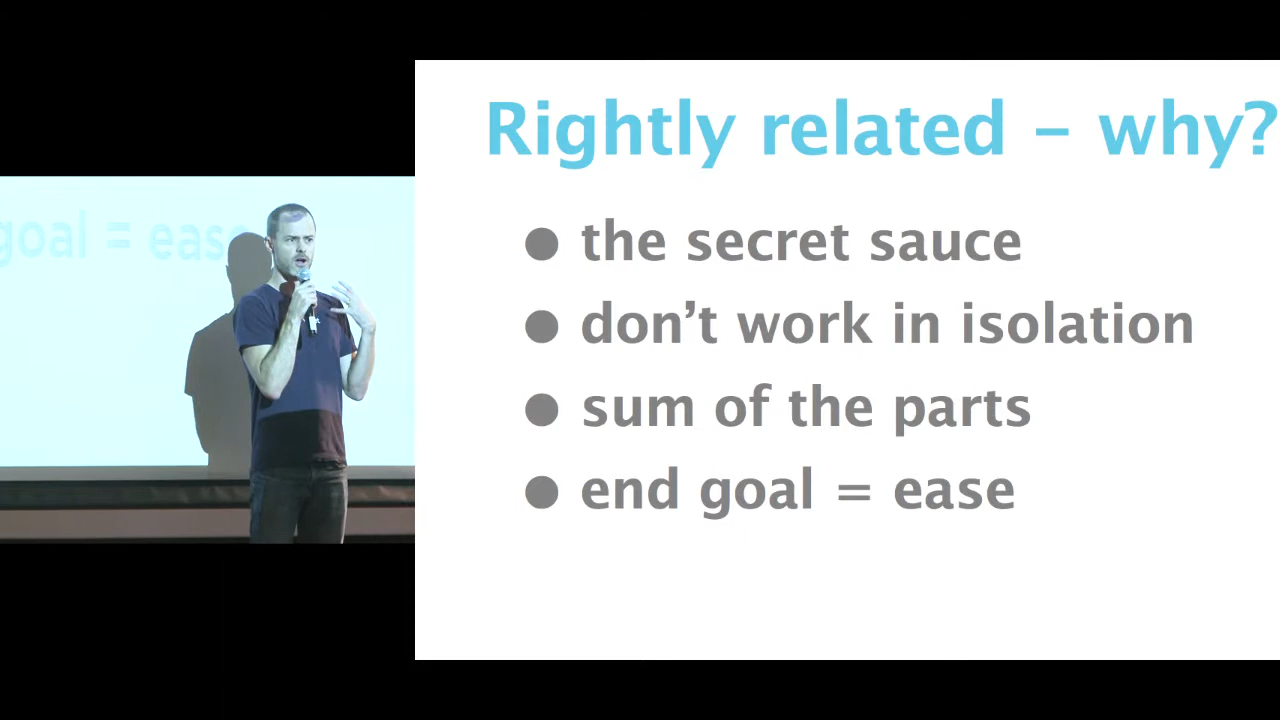 Rightly related - why?
● the secret sauce
● don't work in isolation
● sum of the parts
● end goal = ease
goal = ease